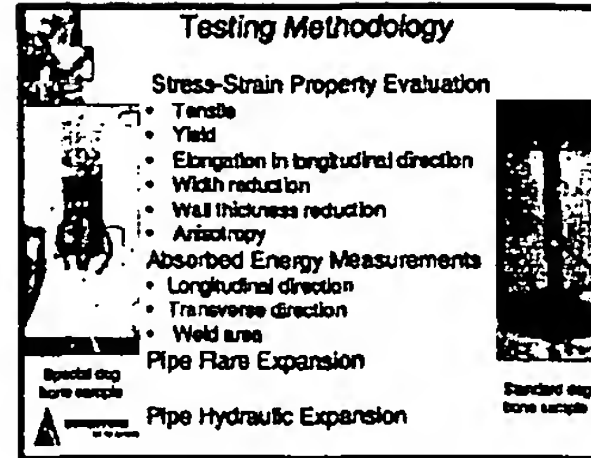 Testing Methodology
Stress-Strain Property Evaluation
• Tensile
• Yield
• Elongation in longitudinal direction
• Width reduction
• Wall thickness reduction
• Anisotropy
Absorbed Energy Measurements
• Longitudinal direction
• Transverse direction
• Weld area
Pipe Flare Expansion
Pipe Hydraulic Expansion
Special dog
bone sample
Standard dog
bone sample